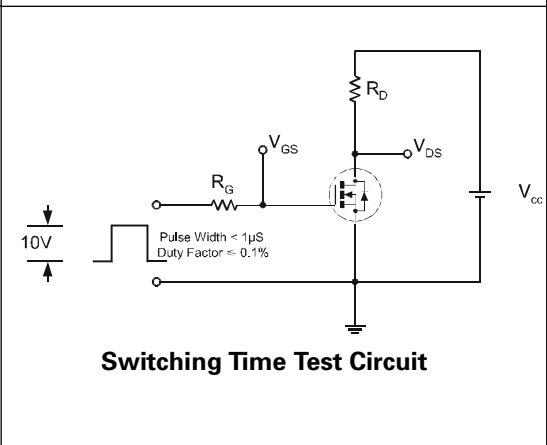 R_D
V_GS
V_DS
R_G
V_cc
10V
Pulse Width < 1µS
Duty Factor ≤ 0.1%
Switching Time Test Circuit